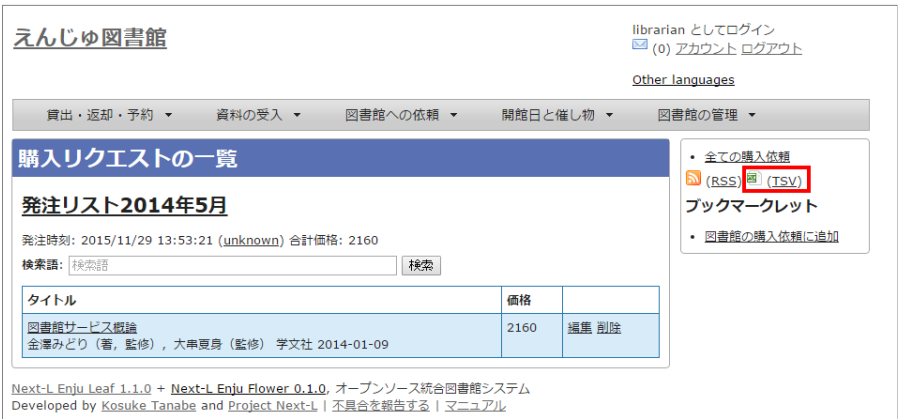 えんじゅ図書館
librarian としてログイン
(0) アカウント ログアウト
Other languages
貸出・返却・予約 ▼ 資料の受入 ▼ 図書館への依頼 ▼ 開館日と催し物 ▼ 図書館の管理 ▼
購入リクエストの一覧
発注リスト2014年5月
発注時刻: 2015/11/29 13:53:21 (unknown) 合計価格: 2160
検索語: 検索語 検索
タイトル 価格
図書館サービス概論 2160 編集 削除
金澤みどり（著, 監修）, 大串夏身（監修） 学文社 2014-01-09
• 全ての購入依頼
(RSS) (TSV)
ブックマークレット
• 図書館の購入依頼に追加
Next-L Enju Leaf 1.1.0 + Next-L Enju Flower 0.1.0, オープンソース統合図書館システム
Developed by Kosuke Tanabe and Project Next-L | 不具合を報告する | マニュアル